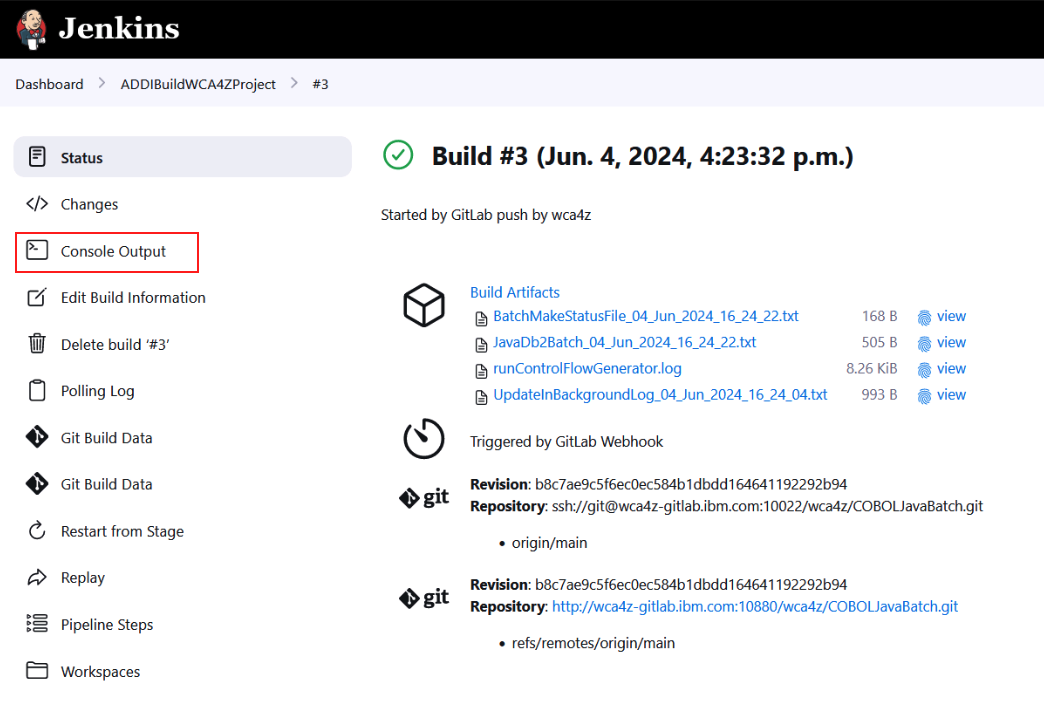 Jenkins
Dashboard > ADDIBuildWCA4ZProject > #3
Status
Changes
Console Output
Edit Build Information
Delete build ‘#3’
Polling Log
Git Build Data
Git Build Data
Restart from Stage
Replay
Pipeline Steps
Workspaces
Build #3 (Jun. 4, 2024, 4:23:32 p.m.)
Started by GitLab push by wca4z
Build Artifacts
BatchMakeStatusFile_04_Jun_2024_16_24_22.txt 168 B view
JavaDb2Batch_04_Jun_2024_16_24_22.txt 505 B view
runControlFlowGenerator.log 8.26 KiB view
UpdateInBackgroundLog_04_Jun_2024_16_24_04.txt 993 B view
Triggered by GitLab Webhook
git
Revision: b8c7ae9c5f6ec0ec584b1dbdd164641192292b94
Repository: ssh://git@wca4z-gitlab.ibm.com:10022/wca4z/COBOLJavaBatch.git
• origin/main
git
Revision: b8c7ae9c5f6ec0ec584b1dbdd164641192292b94
Repository: http://wca4z-gitlab.ibm.com:10880/wca4z/COBOLJavaBatch.git
• refs/remotes/origin/main